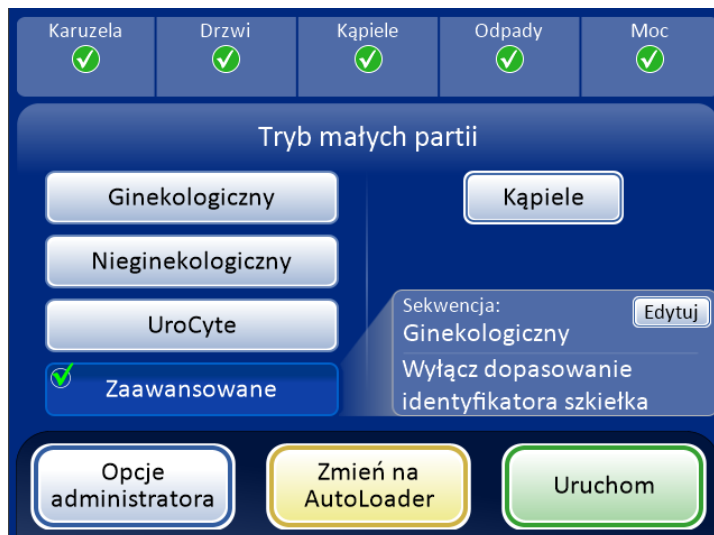 Karuzela
Drzwi
Kąpiele
Odpady
Moc
Tryb małych partii
Ginekologiczny
Nieginekologiczny
UroCyte
Zaawansowane
Kąpiele
Sekwencja:
Edytuj
Ginekologiczny
Wyłącz dopasowanie
identyfikatora szkiełka
Opcje
administratora
Zmień na
AutoLoader
Uruchom